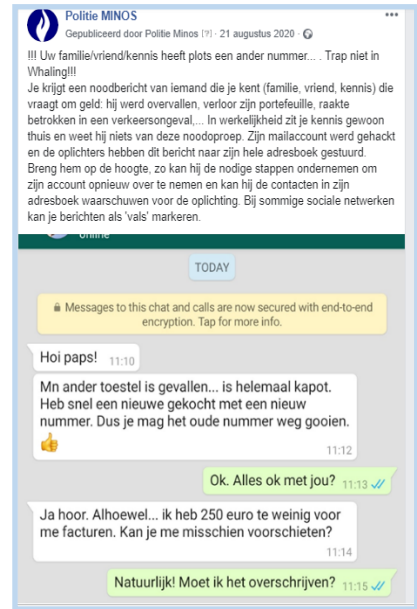 Politie MINOS
Gepubliceerd door Politie Minos [?] · 21 augustus 2020 ·
!!! Uw familie/vriend/kennis heeft plots een ander nummer... . Trap niet in
Whaling!!!
Je krijgt een noodbericht van iemand die je kent (familie, vriend, kennis) die
vraagt om geld: hij werd overvallen, verloor zijn portefeuille, raakte
betrokken in een verkeersongeval,... In werkelijkheid zit je kennis gewoon
thuis en weet hij niets van deze noodoproep. Zijn mailaccount werd gehackt
en de oplichters hebben dit bericht naar zijn hele adresboek gestuurd.
Breng hem op de hoogte, zo kan hij de nodige stappen ondernemen om
zijn account opnieuw over te nemen en kan hij de contacten in zijn
adresboek waarschuwen voor de oplichting. Bij sommige sociale netwerken
kan je berichten als 'vals' markeren.
online
TODAY
Messages to this chat and calls are now secured with end-to-end
encryption. Tap for more info.
Hoi paps! 11:10
Mn ander toestel is gevallen... is helemaal kapot.
Heb snel een nieuwe gekocht met een nieuw
nummer. Dus je mag het oude nummer weg gooien.
👍 11:12
Ok. Alles ok met jou? 11:13
Ja hoor. Alhoewel... ik heb 250 euro te weinig voor
me facturen. Kan je me misschien voorschieten?
11:14
Natuurlijk! Moet ik het overschrijven? 11:15